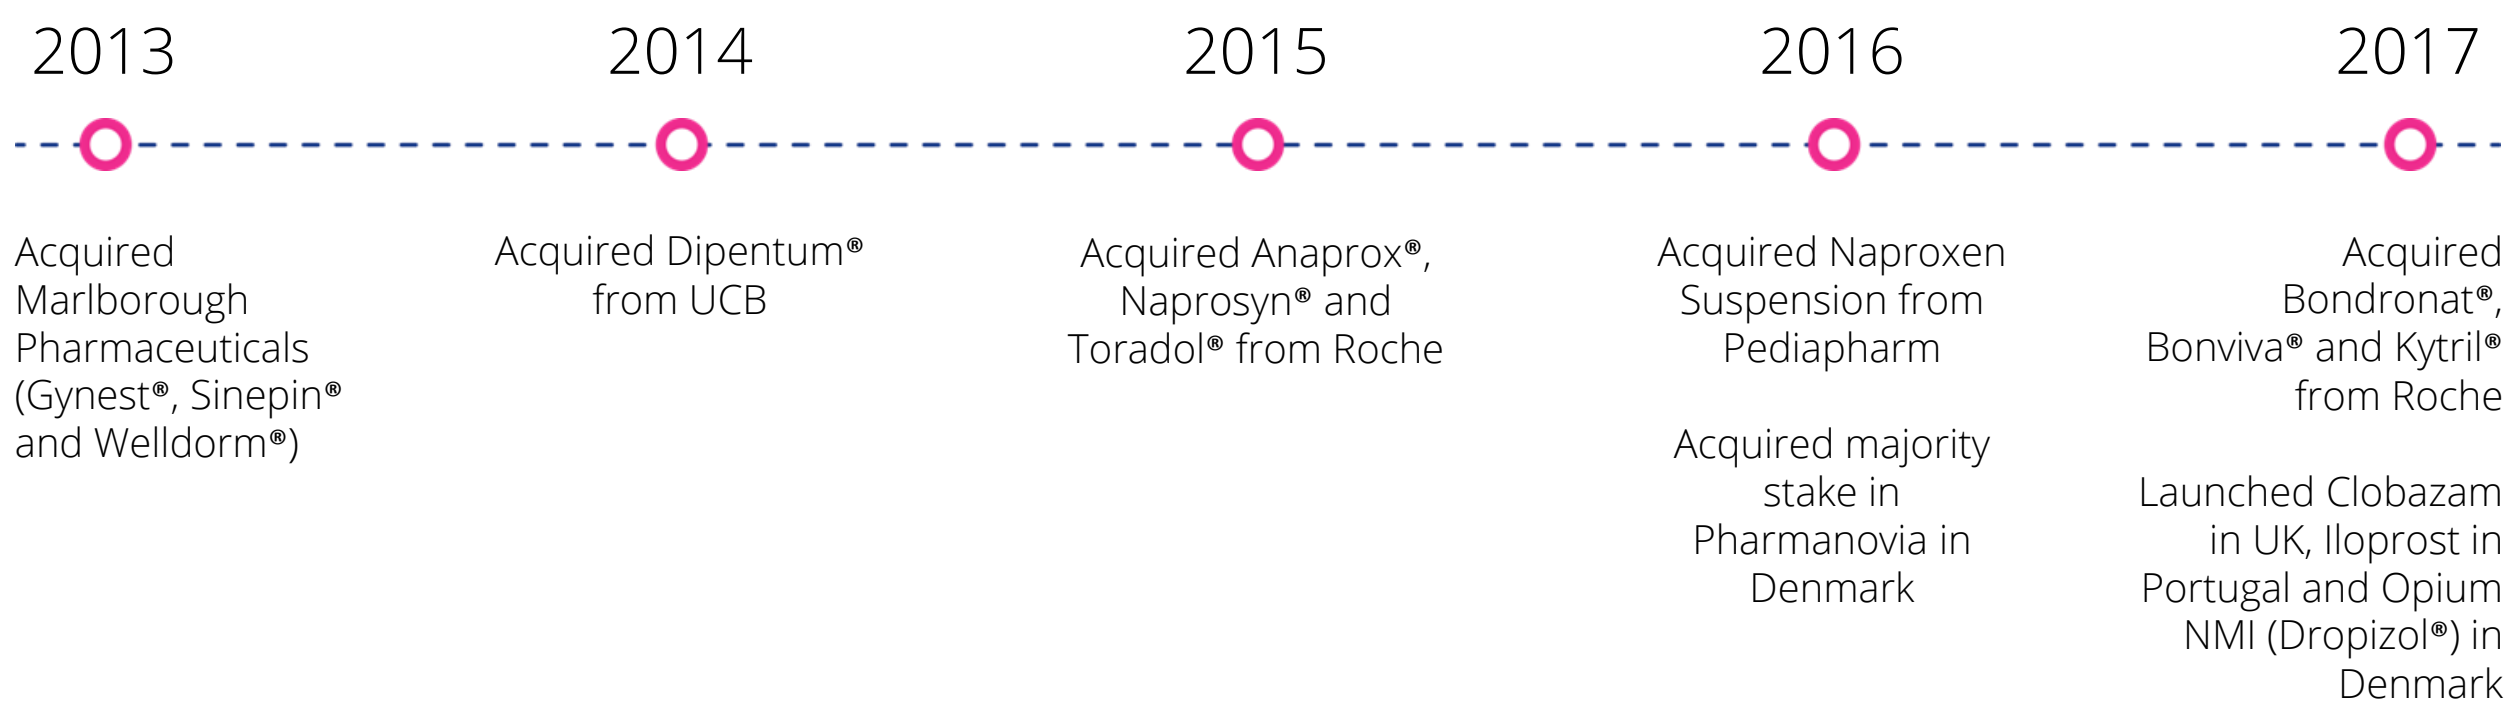 2013
Acquired
Marlborough
Pharmaceuticals
(Gynest®, Sinepin®
and Welldorm®)
2014
Acquired Dipentum®
from UCB
2015
Acquired Anaprox®,
Naprosyn® and
Toradol® from Roche
2016
Acquired Naproxen
Suspension from
Pediapharm
Acquired majority
stake in
Pharmanovia in
Denmark
2017
Acquired
Bondronat®,
Bonviva® and Kytril®
from Roche
Launched Clobazam
in UK, Iloprost in
Portugal and Opium
NMI (Dropizol®) in
Denmark